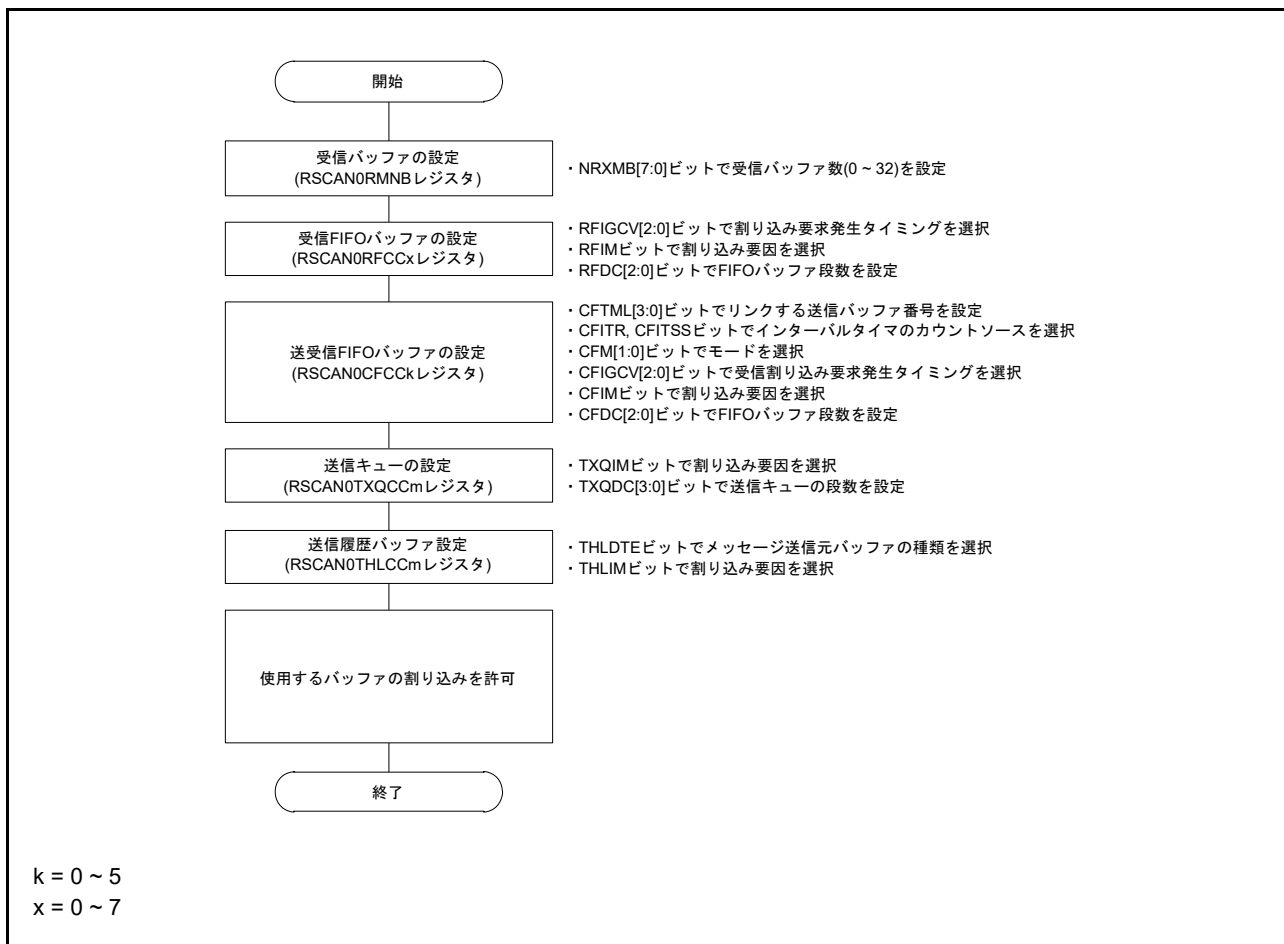 開始
受信バッファの設定
(RSCAN0RMNBレジスタ)
・NRXMB[7:0]ビットで受信バッファ数(0 ~ 32)を設定
受信FIFOバッファの設定
(RSCAN0RFCCxレジスタ)
・RFIGCV[2:0]ビットで割り込み要求発生タイミングを選択
・RFIMビットで割り込み要因を選択
・RFDC[2:0]ビットでFIFOバッファ段数を設定
送受信FIFOバッファの設定
(RSCAN0CFCCkレジスタ)
・CFTML[3:0]ビットでリンクする送信バッファ番号を設定
・CFITR, CFITSSビットでインターバルタイマのカウントソースを選択
・CFM[1:0]ビットでモードを選択
・CFIGCV[2:0]ビットで受信割り込み要求発生タイミングを選択
・CFIMビットで割り込み要因を選択
・CFDC[2:0]ビットでFIFOバッファ段数を設定
送信キューの設定
(RSCAN0TXQCCmレジスタ)
・TXQIMビットで割り込み要因を選択
・TXQDC[3:0]ビットで送信キューの段数を設定
送信履歴バッファ設定
(RSCAN0THLCCmレジスタ)
・THLDTEビットでメッセージ送信元バッファの種類を選択
・THLIMビットで割り込み要因を選択
使用するバッファの割り込みを許可
終了
k = 0 ~ 5
x = 0 ~ 7